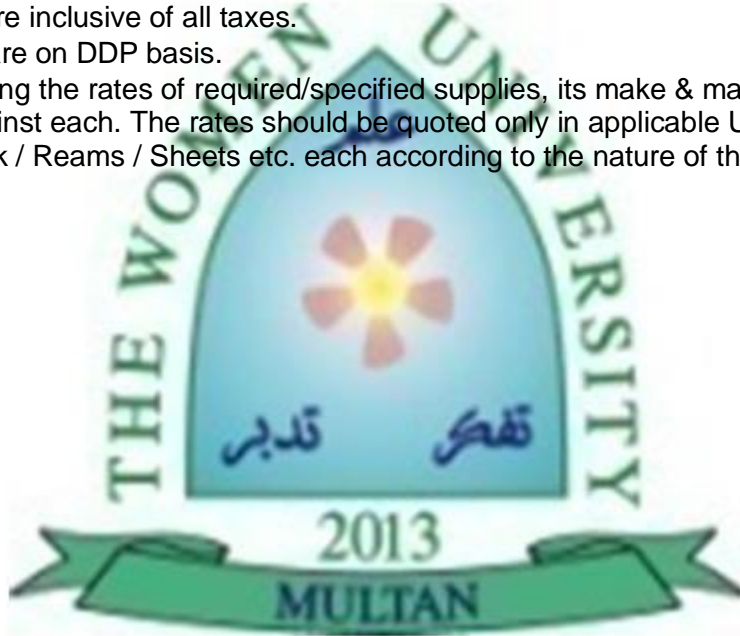 re inclusive of all taxes.
are on DDP basis.
ng the rates of required/specified supplies, its make & ma
inst each. The rates should be quoted only in applicable U
k / Reams / Sheets etc. each according to the nature of th
THE WOMEN UNIVERSITY
علم
تدبر
تفکر
2013
MULTAN